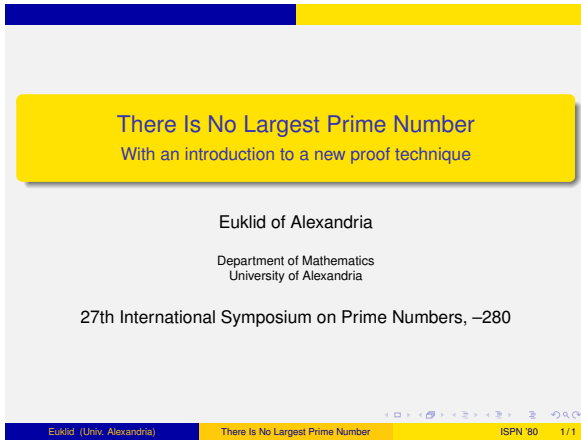 There Is No Largest Prime Number
With an introduction to a new proof technique
Euklid of Alexandria
Department of Mathematics
University of Alexandria
27th International Symposium on Prime Numbers, –280
Euklid (Univ. Alexandria) There Is No Largest Prime Number ISPN '80 1 / 1